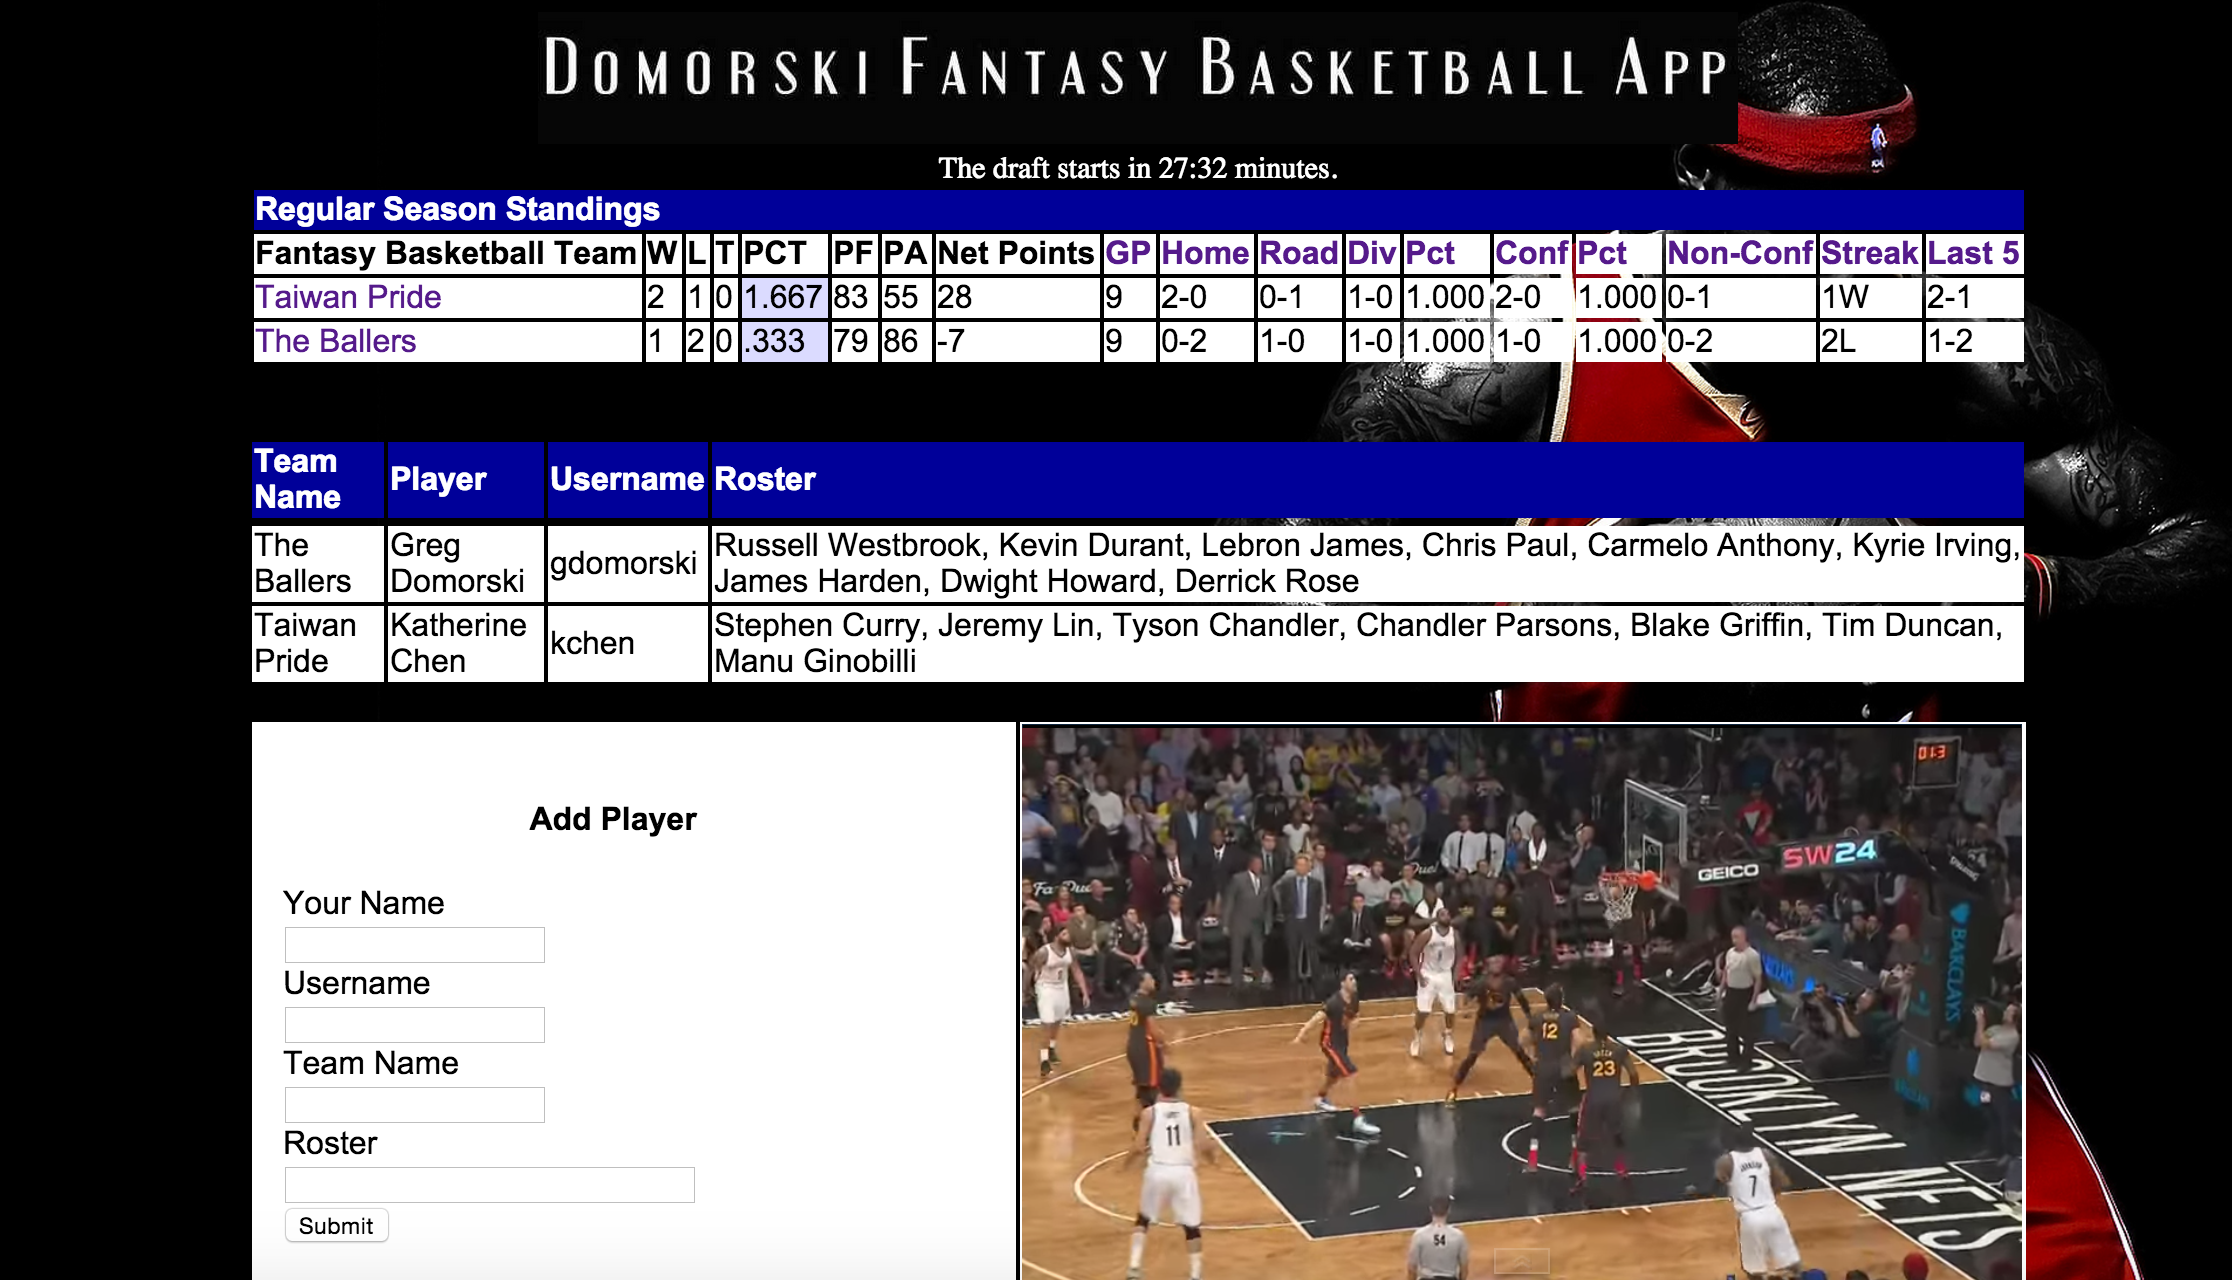 DOMORSKI FANTASY BASKETBALL APP
The draft starts in 27:32 minutes.
Regular Season Standings
Fantasy Basketball Team W L T PCT PF PA Net Points GP Home Road Div Pct Conf Pct Non-Conf Streak Last 5
Taiwan Pride 2 1 0 1.667 83 55 28 9 2-0 0-1 1-0 1.000 2-0 1.000 0-1 1W 2-1
The Ballers 1 2 0 .333 79 86 -7 9 0-2 1-0 1-0 1.000 1-0 1.000 0-2 2L 1-2
Team Name Player Username Roster
The Ballers Greg Domorski gdomorski Russell Westbrook, Kevin Durant, Lebron James, Chris Paul, Carmelo Anthony, Kyrie Irving,
James Harden, Dwight Howard, Derrick Rose
Taiwan Pride Katherine Chen kchen Stephen Curry, Jeremy Lin, Tyson Chandler, Chandler Parsons, Blake Griffin, Tim Duncan,
Manu Ginobilli
Add Player
Your Name
Username
Team Name
Roster
Submit
01.3
GEICO SW24
BARCLAYS
BROOKLYN NETS
12
23
11
7
54